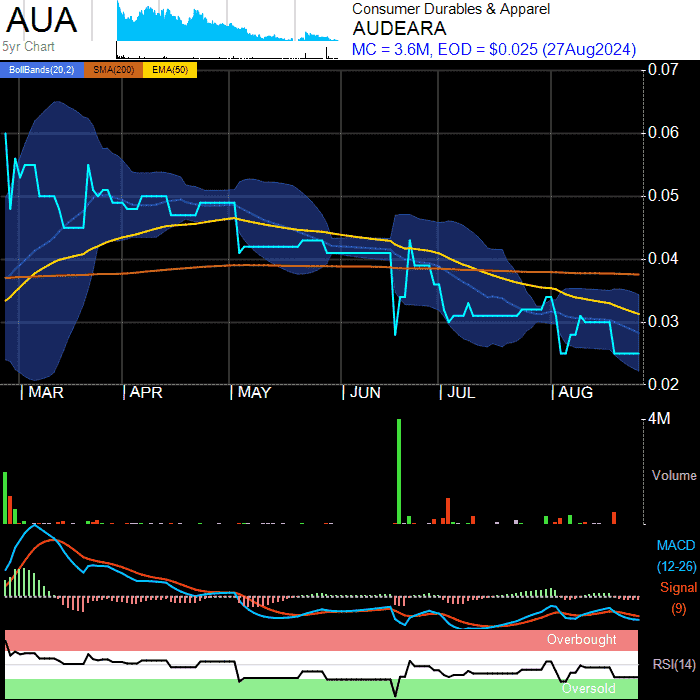 AUA
5yr Chart
Consumer Durables & Apparel
AUDEARA
MC = 3.6M, EOD = $0.025 (27Aug2024)
BollBands(20,2) SMA(200) EMA(50)
0.07
0.06
0.05
0.04
0.03
0.02
MAR APR MAY JUN JUL AUG
4M
Volume
MACD
(12-26)
Signal
(9)
Overbought
RSI(14)
Oversold